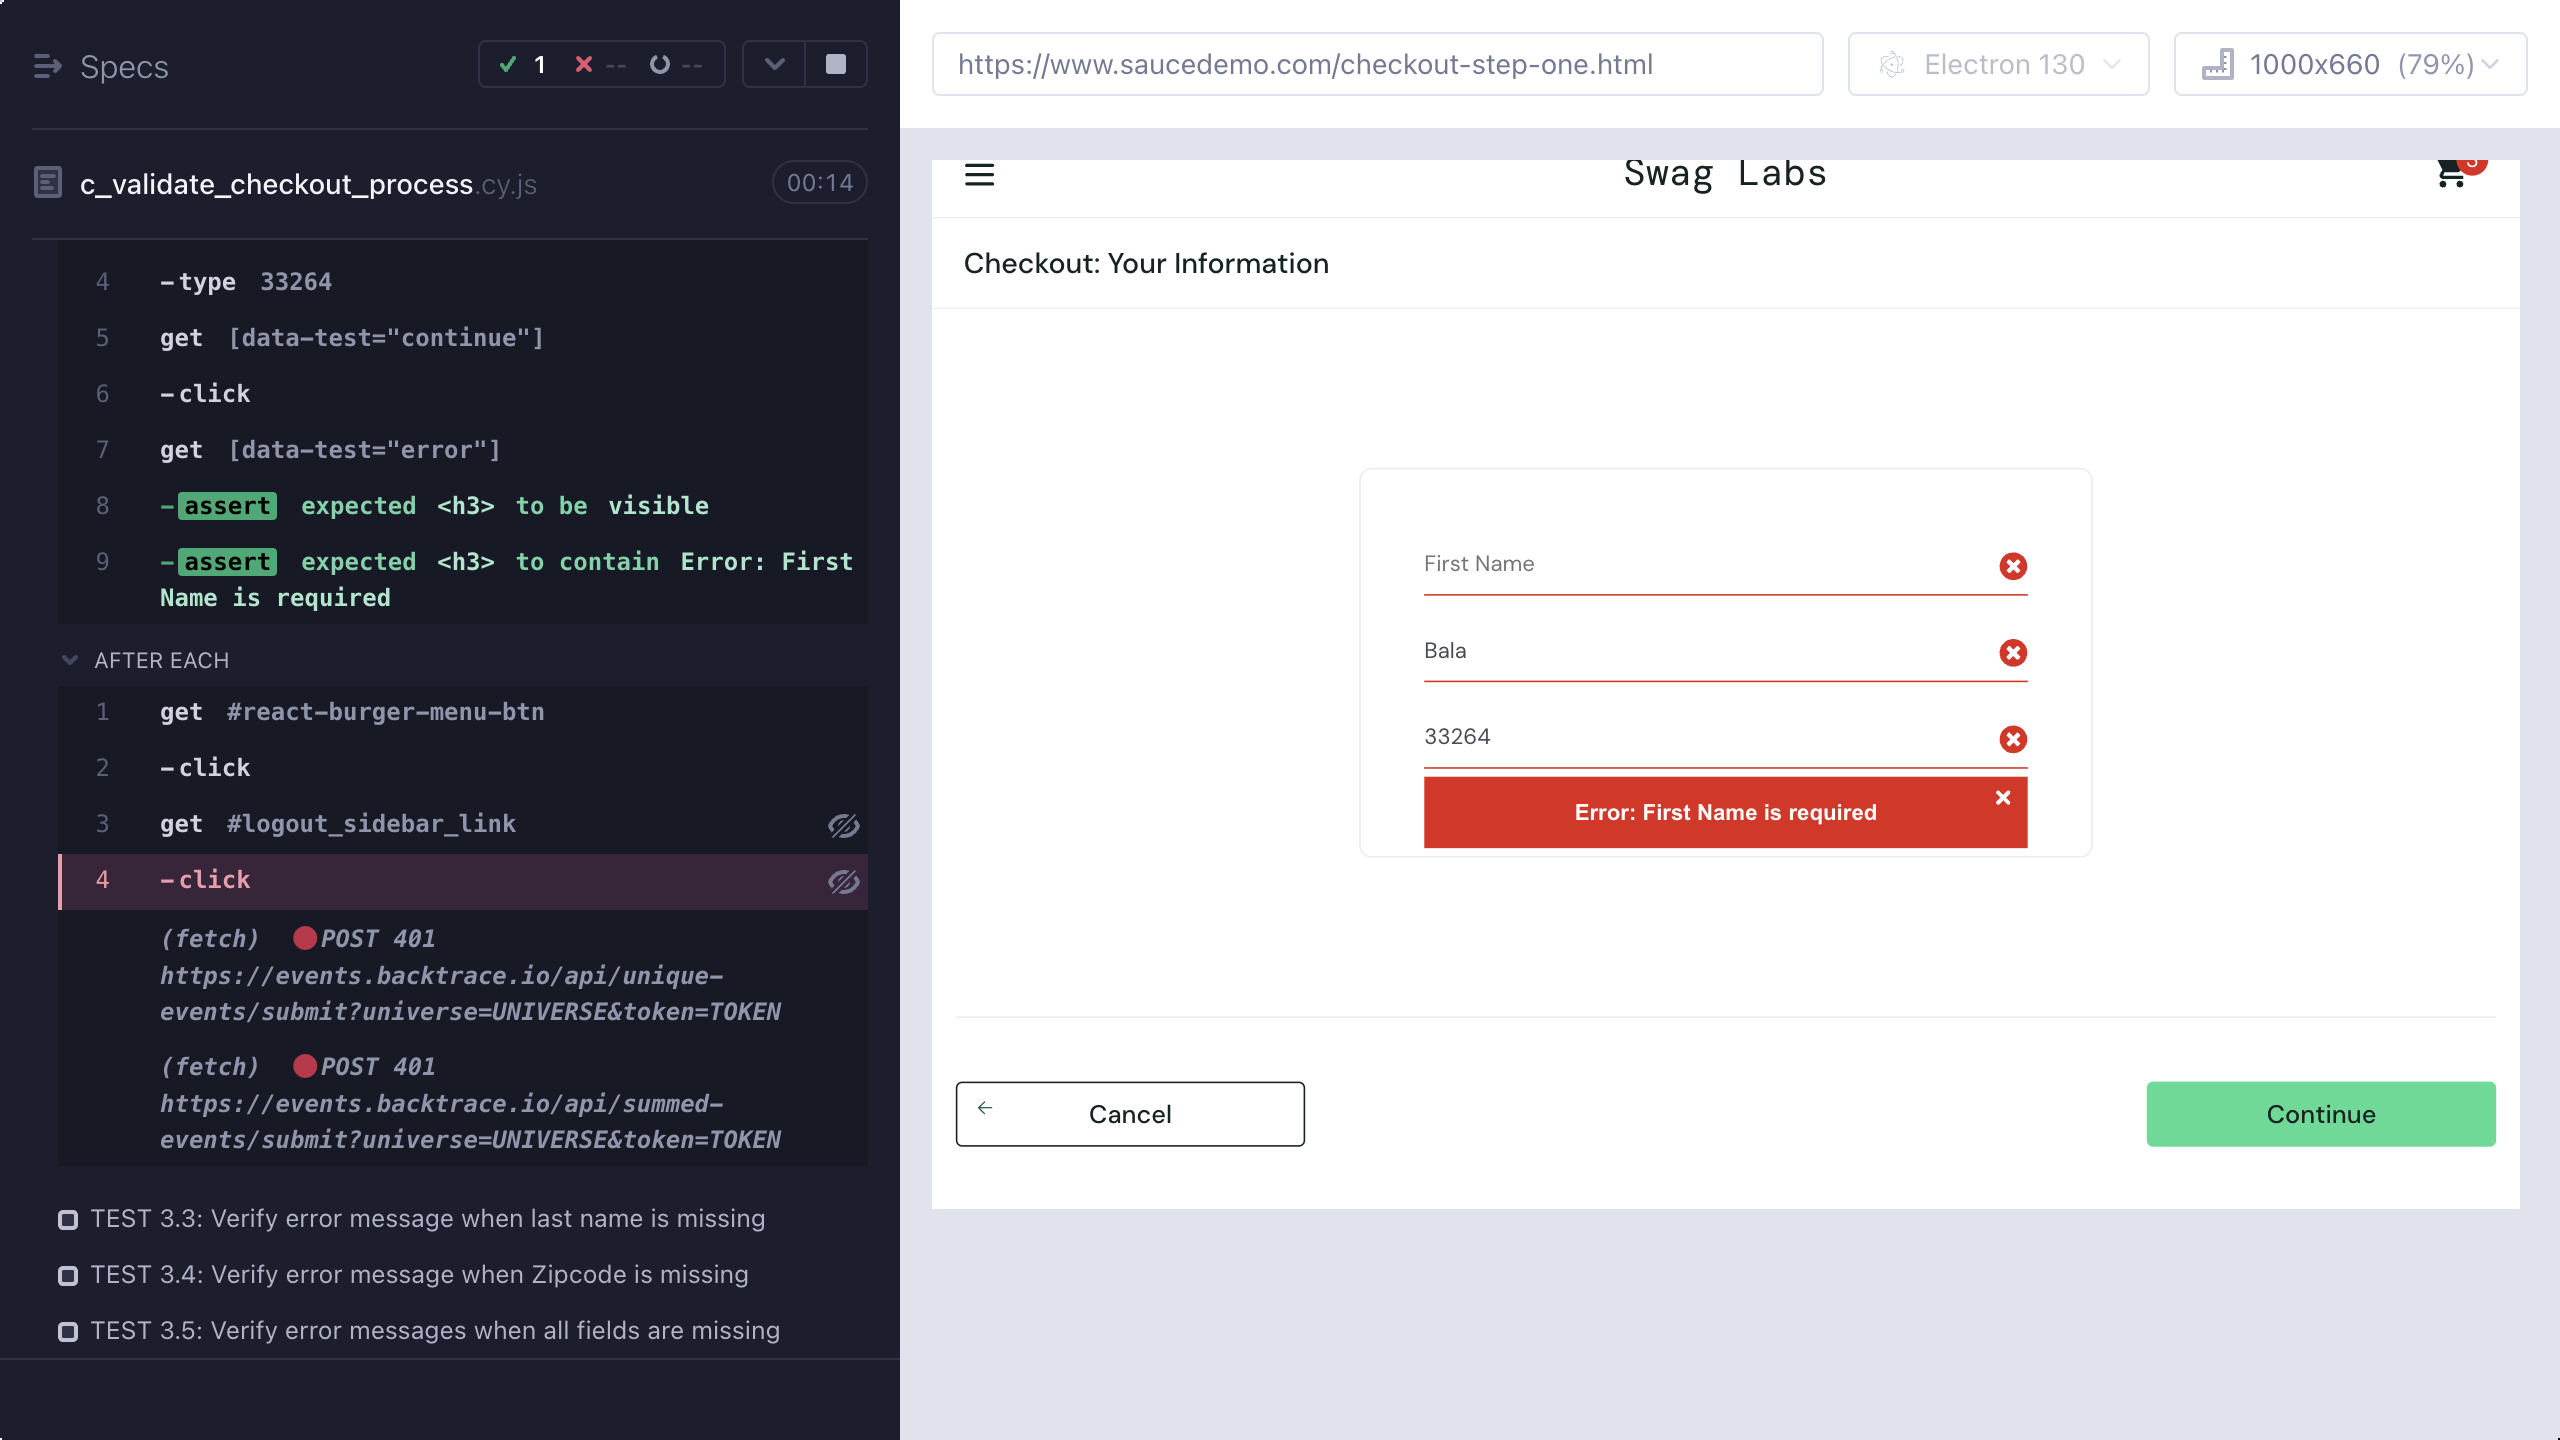 Specs
1 -- --
c_validate_checkout_process.cy.js 00:14
4 -type 33264
5 get [data-test="continue"]
6 -click
7 get [data-test="error"]
8 -assert expected <h3> to be visible
9 -assert expected <h3> to contain Error: First
Name is required
AFTER EACH
1 get #react-burger-menu-btn
2 -click
3 get #logout_sidebar_link
4 -click
(fetch) POST 401
https://events.backtrace.io/api/unique-
events/submit?universe=UNIVERSE&token=TOKEN
(fetch) POST 401
https://events.backtrace.io/api/summed-
events/submit?universe=UNIVERSE&token=TOKEN
TEST 3.3: Verify error message when last name is missing
TEST 3.4: Verify error message when Zipcode is missing
TEST 3.5: Verify error messages when all fields are missing
https://www.saucedemo.com/checkout-step-one.html
Electron 130
1000x660 (79%)
Swag Labs
3
Checkout: Your Information
First Name
Bala
33264
Error: First Name is required
Cancel
Continue